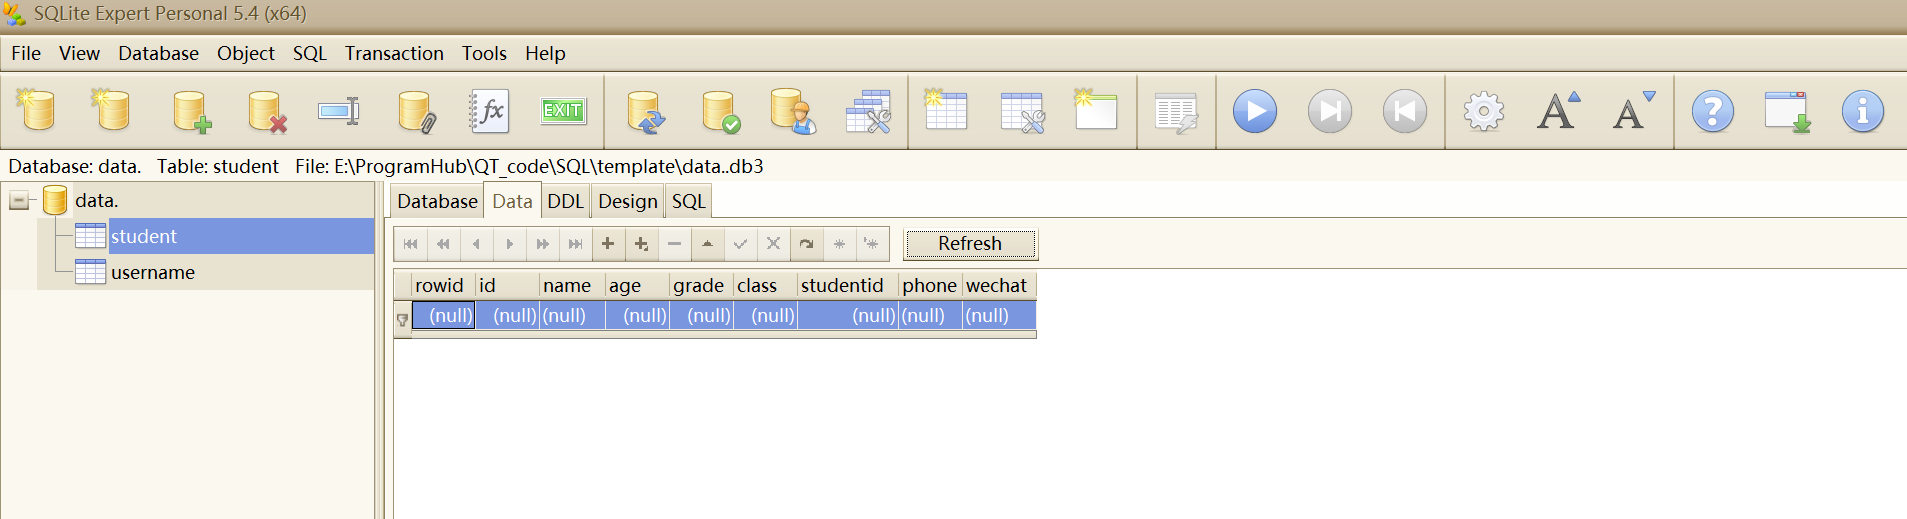 SQLite Expert Personal 5.4 (x64)
File View Database Object SQL Transaction Tools Help
fx EXIT A A ? i
Database: data. Table: student File: E:\ProgramHub\QT_code\SQL\template\data..db3
data.
student
username
Database Data DDL Design SQL
Refresh
rowid id name age grade class studentid phone wechat
(null) (null) (null) (null) (null) (null) (null) (null) (null)